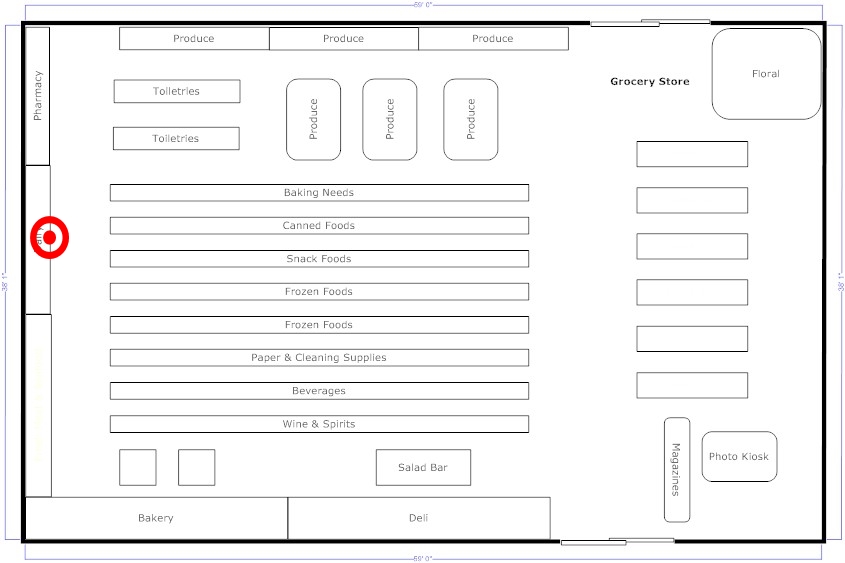 59' 0"
Produce
Produce
Produce
Grocery Store
Floral
Pharmacy
Toiletries
Toiletries
Produce
Produce
Produce
Baking Needs
Canned Foods
Snack Foods
Frozen Foods
Frozen Foods
Paper & Cleaning Supplies
Beverages
Wine & Spirits
38' 1"
38' 1"
Salad Bar
Magazines
Photo Kiosk
Bakery
Deli
59' 0"